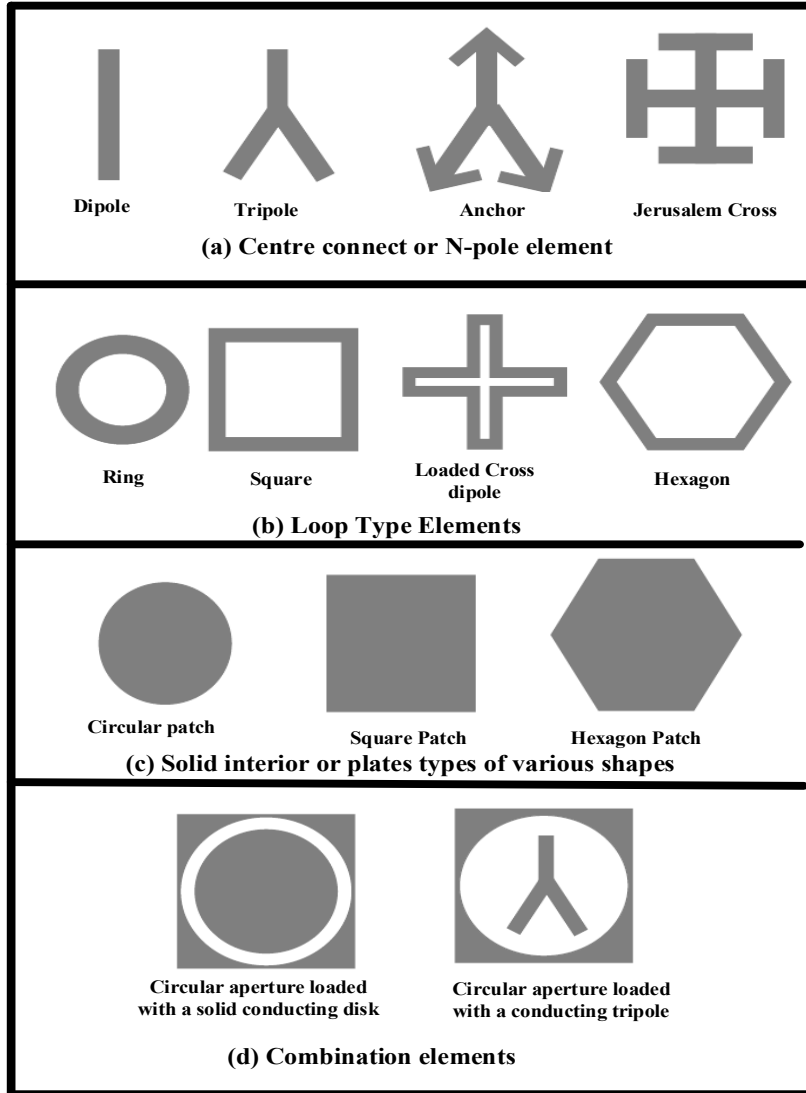 Dipole
Tripole
Anchor
Jerusalem Cross
(a) Centre connect or N-pole element
Ring
Square
Loaded Cross
dipole
Hexagon
(b) Loop Type Elements
Circular patch
Square Patch
Hexagon Patch
(c) Solid interior or plates types of various shapes
Circular aperture loaded
with a solid conducting disk
Circular aperture loaded
with a conducting tripole
(d) Combination elements